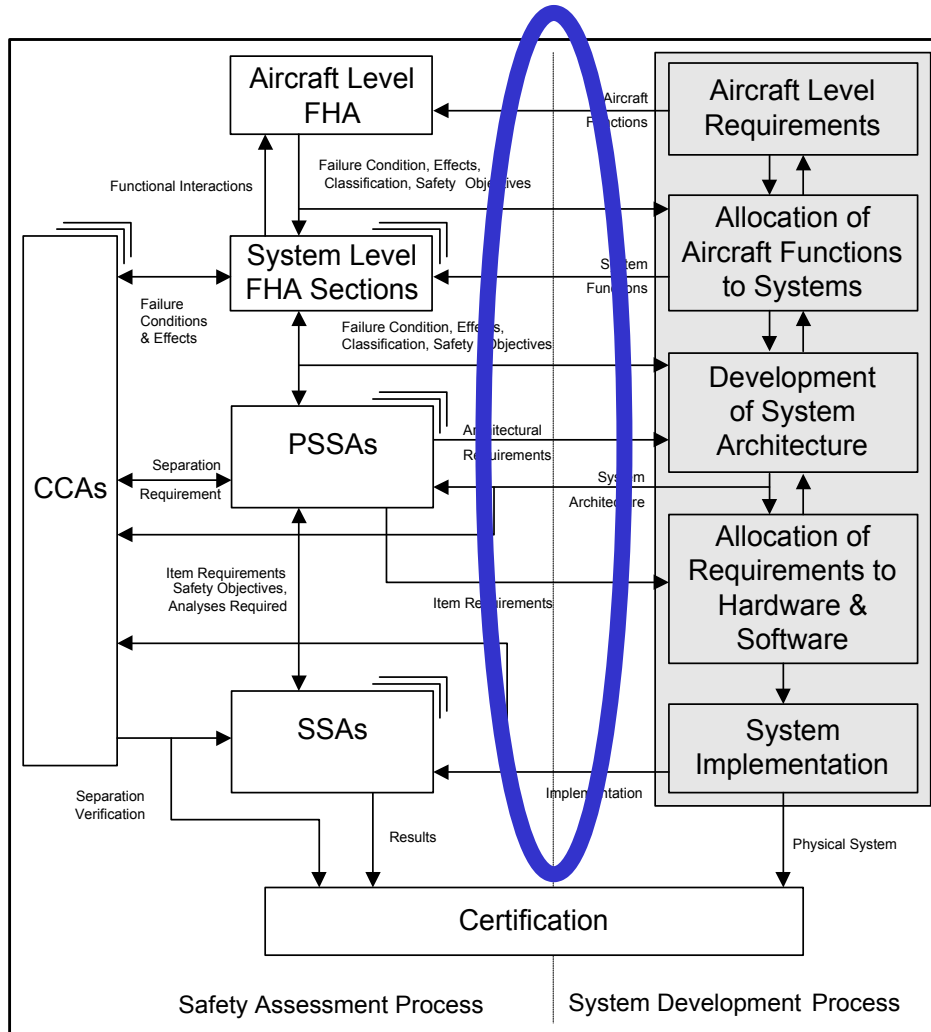 Aircraft Level
FHA
Aircraft
Functions
Aircraft Level
Requirements
Functional Interactions
Failure Condition, Effects,
Classification, Safety Objectives
System Level
FHA Sections
System
Functions
Allocation of
Aircraft Functions
to Systems
Failure
Conditions
& Effects
Failure Condition, Effects,
Classification, Safety Objectives
Development
of System
Architecture
CCAs
Separation
Requirement
PSSAs
Architectural
Requirements
System
Architecture
Allocation of
Requirements to
Hardware &
Software
Item Requirements
Safety Objectives,
Analyses Required
Item Requirements
SSAs
System
Implementation
Implementation
Separation
Verification
Results
Physical System
Certification
Safety Assessment Process
System Development Process